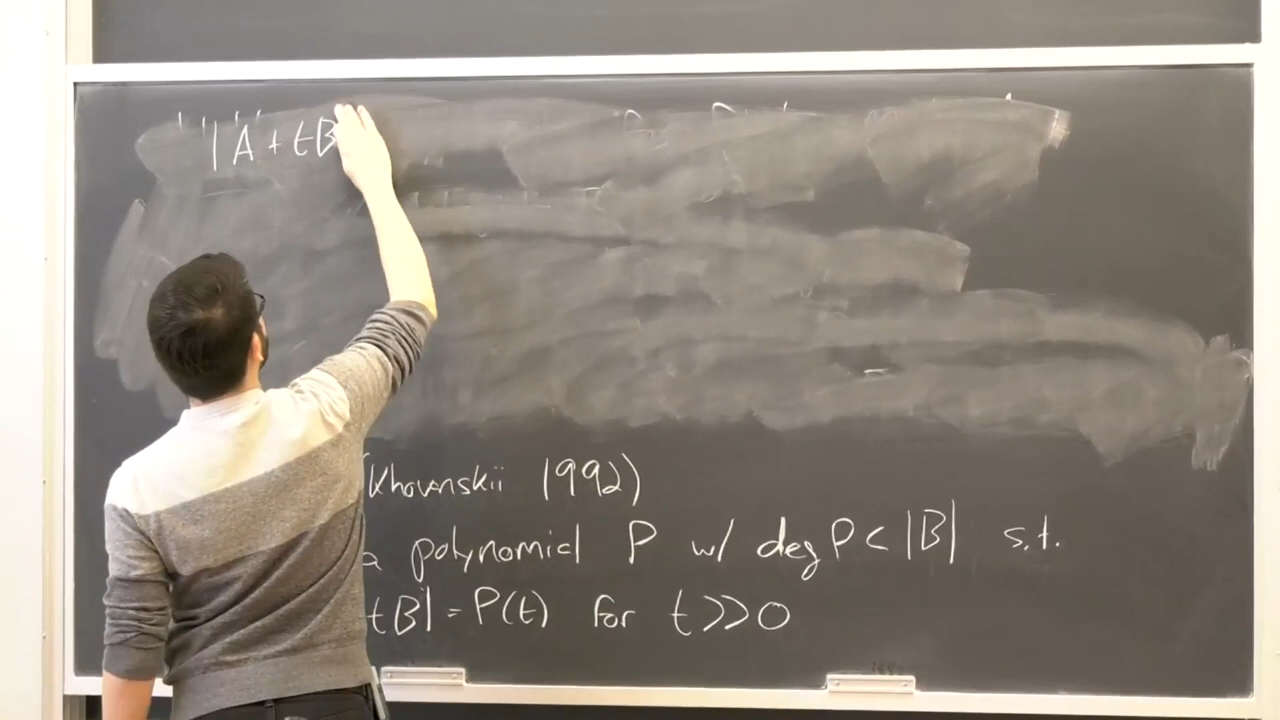 |A + tB
(Khovanskii 1992)
a polynomial P w/ deg P < |B| s.t.
tB| = P(t) for t >> 0